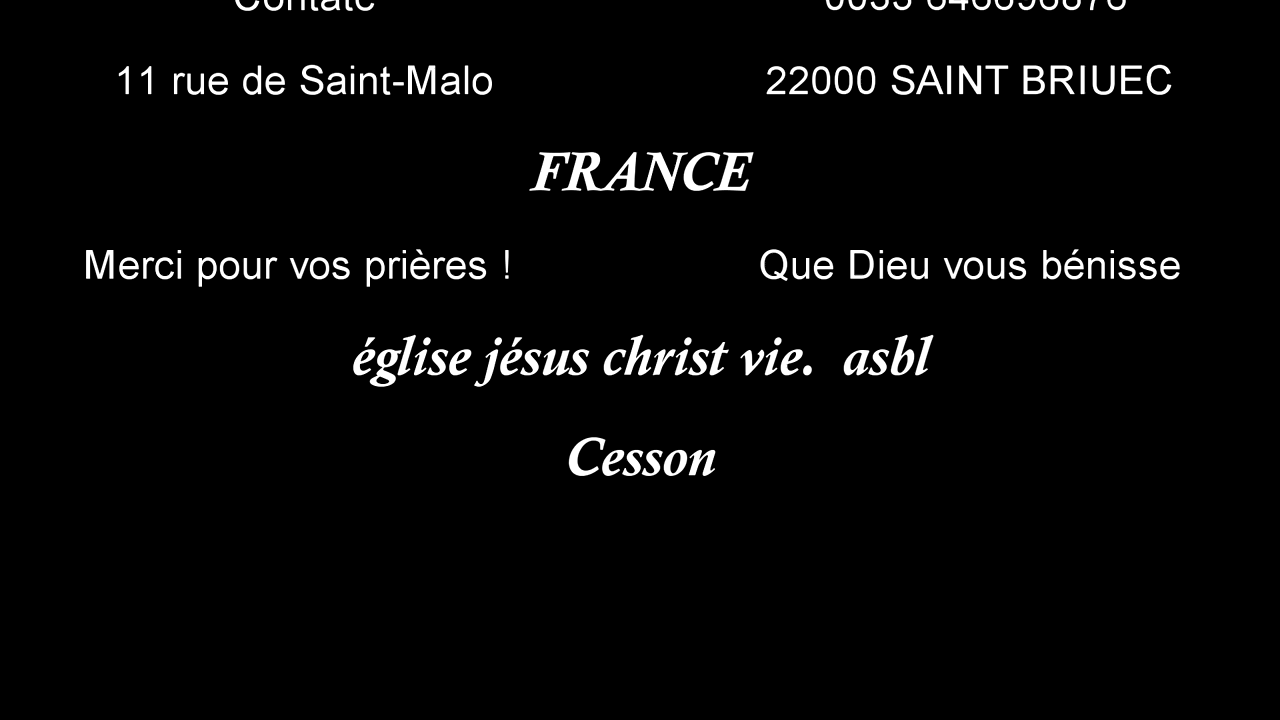 Contatc
11 rue de Saint-Malo 22000 SAINT BRIUEC
FRANCE
Merci pour vos prières ! Que Dieu vous bénisse
église jésus christ vie. asbl
Cesson